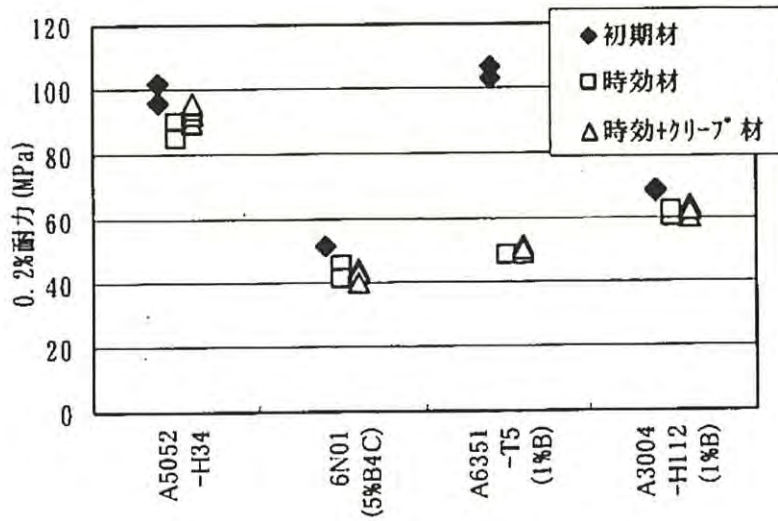 0.2%耐力(MPa)
120
100
80
60
40
20
0
初期材
時効材
時効+クリープ材
A5052
-H34
6N01
(5%B4C)
A6351
-T5
(1%B)
A3004
-H112
(1%B)